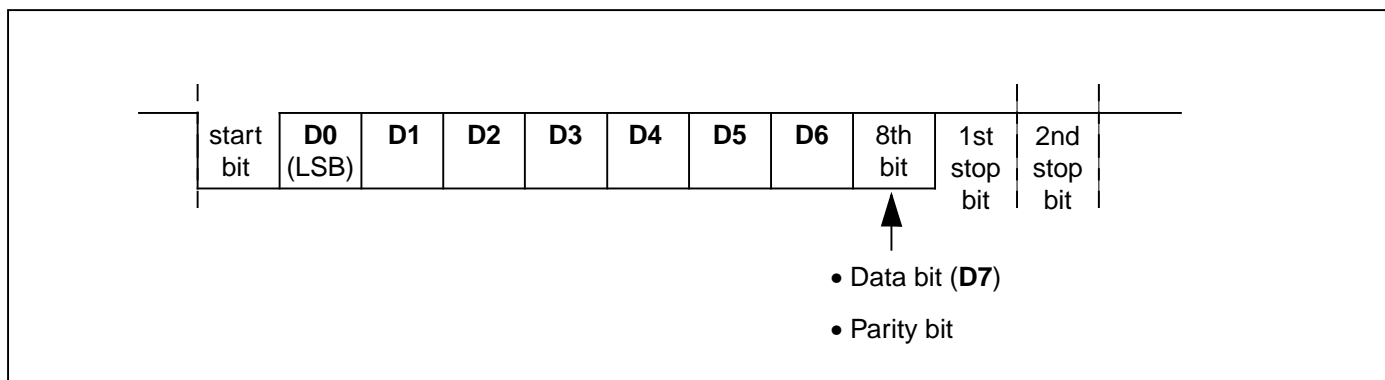 start bit
D0 (LSB)
D1
D2
D3
D4
D5
D6
8th bit
1st stop bit
2nd stop bit
• Data bit (D7)
• Parity bit